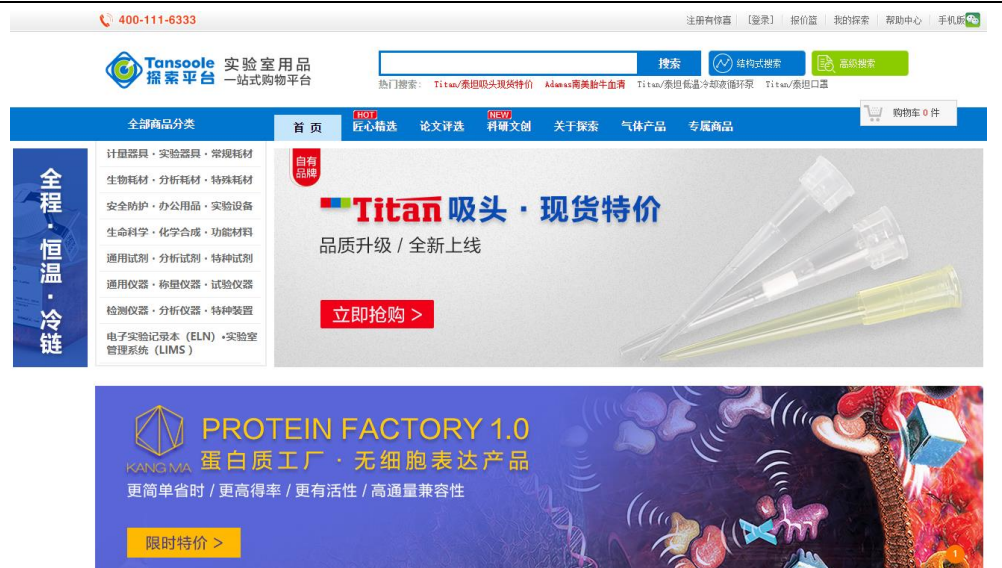 400-111-6333
注册有惊喜 [登录] 报价篮 我的探索 帮助中心 手机版
Tansoole 实验室用品
探索平台 一站式购物平台
搜索 结构式搜索 高级搜索
热门搜索: Titan/泰坦吸头现货特价 Adamas南美胎牛血清 Titan/泰坦低温冷却液循环泵 Titan/泰坦口罩
购物车 0 件
HOT NEW
全部商品分类 首 页 匠心精选 论文评选 科研文创 关于探索 气体产品 专属商品
全程·恒温·冷链
计量器具·实验器具·常规耗材
生物耗材·分析耗材·特殊耗材
安全防护·办公用品·实验设备
生命科学·化学合成·功能材料
通用试剂·分析试剂·特种试剂
通用仪器·称量仪器·试验仪器
检测仪器·分析仪器·特种装置
电子实验记录本 (ELN) •实验室
管理系统 (LIMS )
自有
品牌
Titan 吸头·现货特价
品质升级 / 全新上线
立即抢购 >
KANGMA
PROTEIN FACTORY 1.0
蛋白质工厂·无细胞表达产品
更简单省时 / 更高得率 / 更有活性 / 高通量兼容性
限时特价 >
1